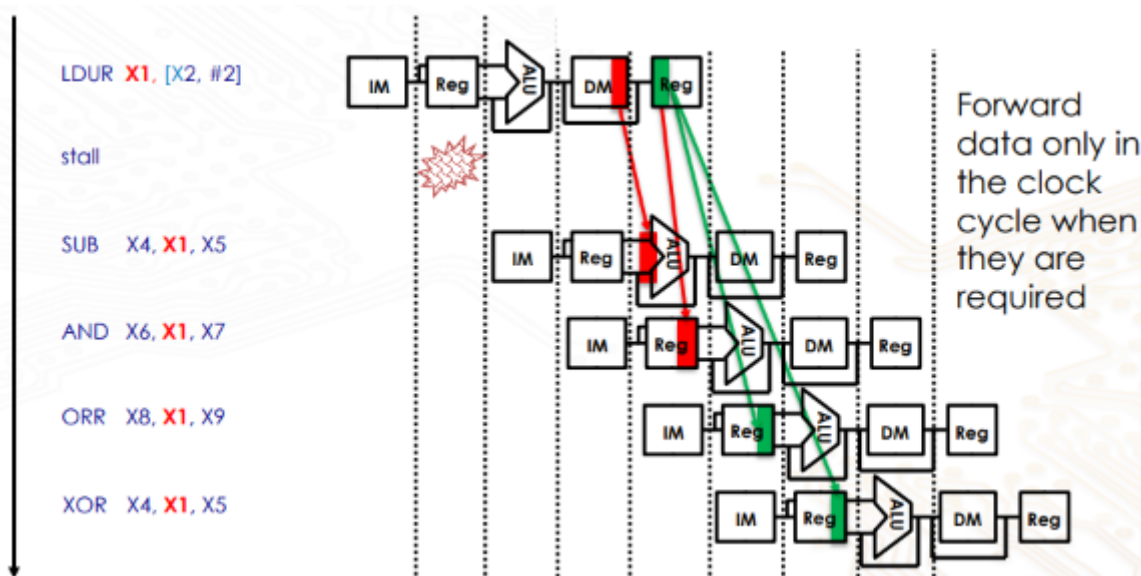 LDUR X1, [X2, #2]
IM Reg ALU DM Reg
stall
SUB X4, X1, X5
IM Reg ALU DM Reg
AND X6, X1, X7
IM Reg ALU DM Reg
ORR X8, X1, X9
IM Reg ALU DM Reg
XOR X4, X1, X5
IM Reg ALU DM Reg
Forward
data only in
the clock
cycle when
they are
required